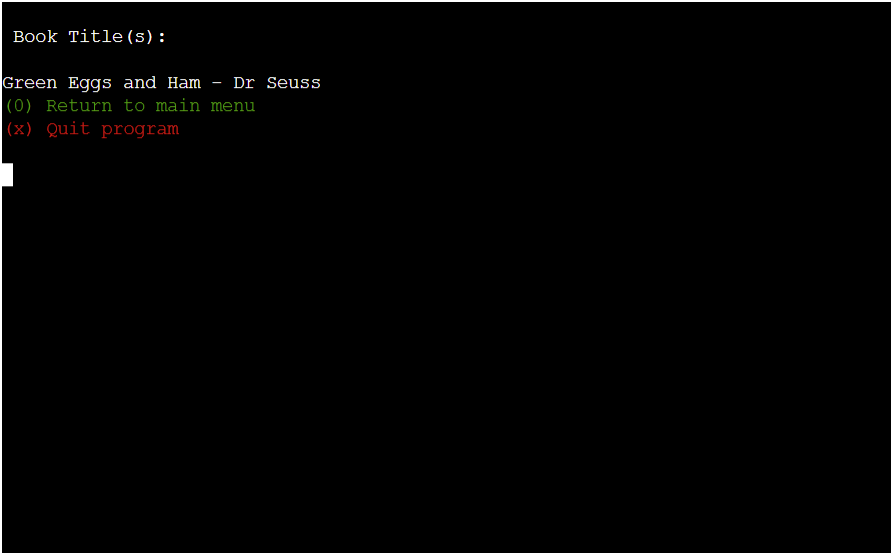 Book Title(s):
Green Eggs and Ham - Dr Seuss
(0) Return to main menu
(x) Quit program